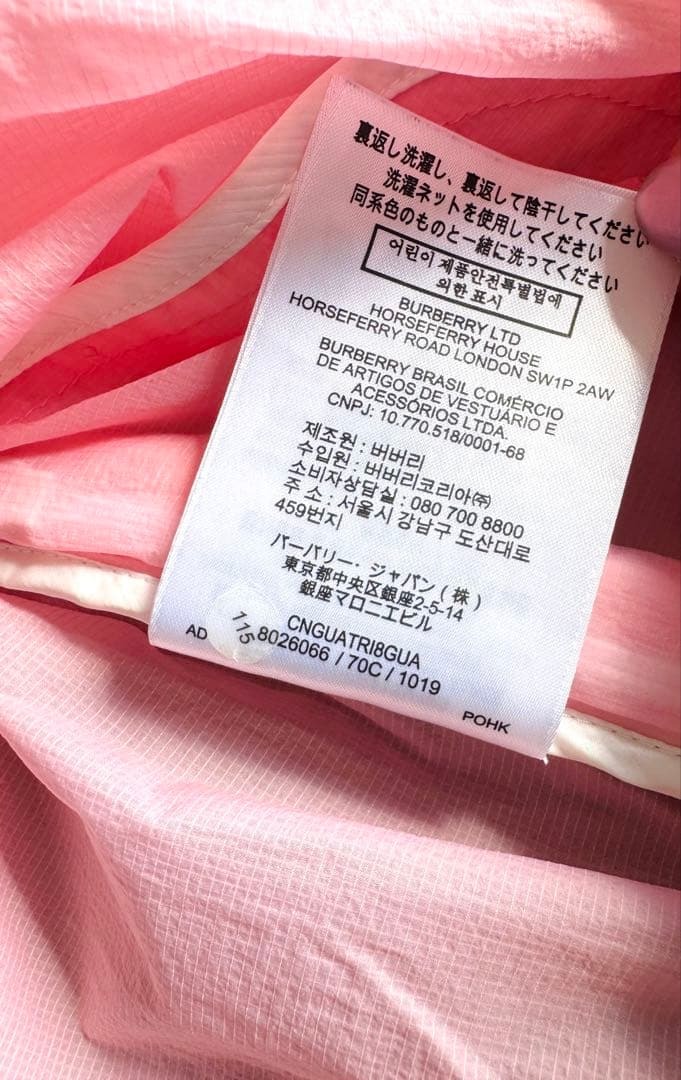 裏返し洗濯し、裏返して陰干してください
洗濯ネットを使用してください
同系色のものと一緒に洗ってください
어린이 제품안전특별법에
의한 표시
BURBERRY LTD
HORSEFERRY HOUSE
HORSEFERRY ROAD LONDON SW1P 2AW
BURBERRY BRASIL COMÉRCIO
DE ARTIGOS DE VESTUÁRIO E
ACESSÓRIOS LTDA.
CNPJ: 10.770.518/0001-68
제조원 : 버버리
수입원 : 버버리코리아㈜
소비자상담실 : 080 700 8800
주 소 : 서울시 강남구 도산대로
459번지
バーバリー・ジャパン（株）
東京都中央区銀座2-5-14
銀座マロニエビル
CNGUATRI8GUA
AD 115 8026066 / 70C / 1019
POHK